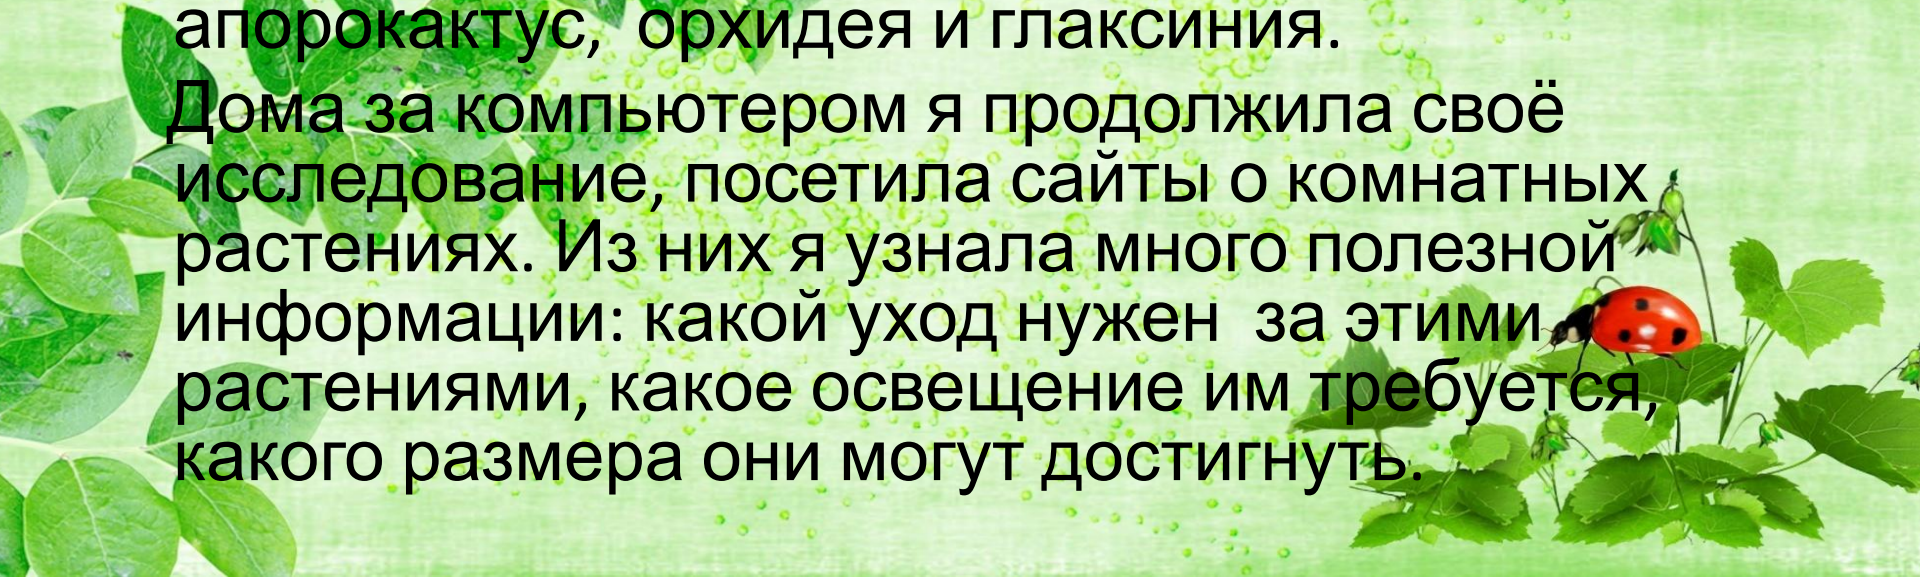 апорокактус,  орхидея и глаксиния.
Дома за компьютером я продолжила своё
исследование, посетила сайты о комнатных
растениях. Из них я узнала много полезной
информации: какой уход нужен  за этими
растениями, какое освещение им требуется,
какого размера они могут достигнуть.